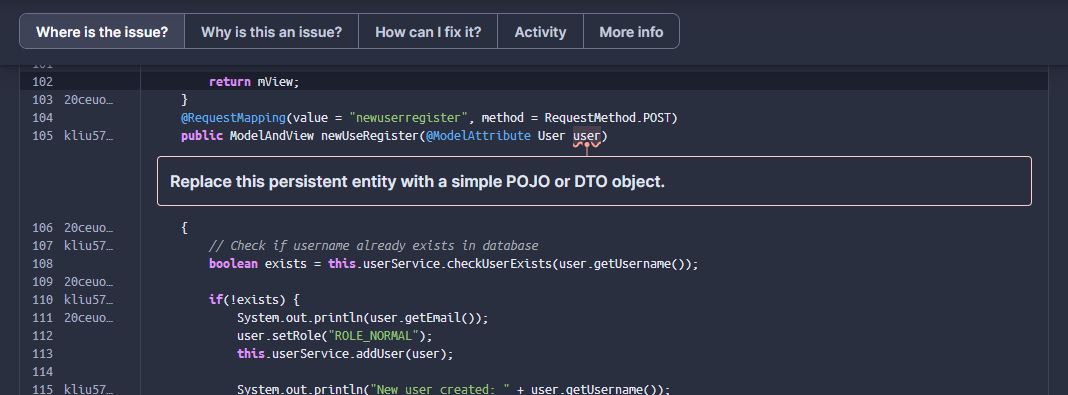 Where is the issue? Why is this an issue? How can I fix it? Activity More info
101
102 return mView;
103 20ceuo… }
104 @RequestMapping(value = "newuserregister", method = RequestMethod.POST)
105 kliu57… public ModelAndView newUseRegister(@ModelAttribute User user)
Replace this persistent entity with a simple POJO or DTO object.
106 20ceuo… {
107 kliu57… // Check if username already exists in database
108 boolean exists = this.userService.checkUserExists(user.getUsername());
109 20ceuo…
110 kliu57… if(!exists) {
111 20ceuo… System.out.println(user.getEmail());
112 user.setRole("ROLE_NORMAL");
113 this.userService.addUser(user);
114
115 kliu57… System.out.println("New user created: " + user.getUsername());